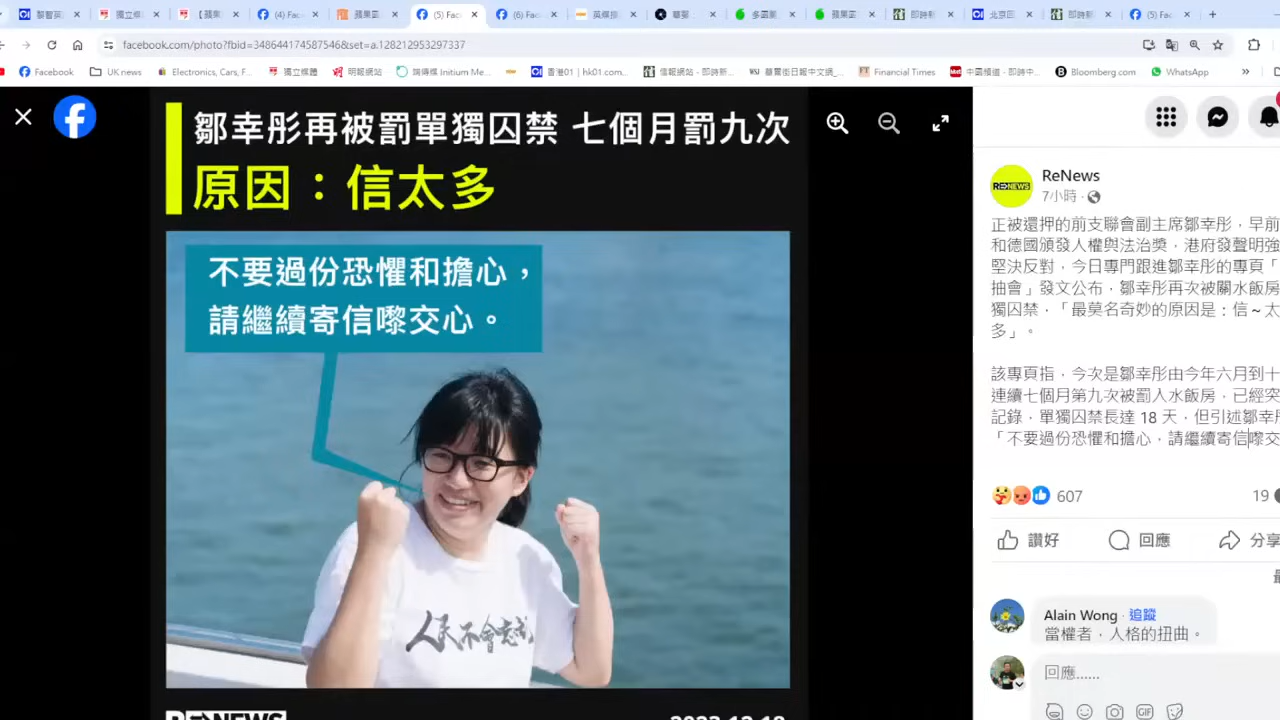 facebook.com/photo?fbid=348644174587546&set=a.128212953297337
Facebook
UK news
Electronics, Cars, F...
獨立媒體
明報網站
端傳媒 Initium Me...
香港01 | hk01.com...
信報網站 - 即時新...
華爾街日報中文網_...
Financial Times
中國頻道 - 即時中...
Bloomberg.com
WhatsApp
鄒幸彤再被罰單獨囚禁 七個月罰九次
原因：信太多
不要過份恐懼和擔心，
請繼續寄信嚟交心。
人民不會忘記
ReNews
7小時
正被還押的前支聯會副主席鄒幸彤，早前
和德國頒發人權與法治獎，港府發聲明強
堅決反對，今日專門跟進鄒幸彤的專頁「
抽會」發文公布，鄒幸彤再次被關水飯房
獨囚禁，「最莫名奇妙的原因是：信～太
多」。
該專頁指，今次是鄒幸彤由今年六月到十
連續七個月第九次被罰人水飯房，已經突
記錄，單獨囚禁長達 18 天，但引述鄒幸彤
「不要過份恐懼和擔心，請繼續寄信嚟交
607
19
讚好
回應
分享
Alain Wong · 追蹤
當權者，人格的扭曲。
回應......